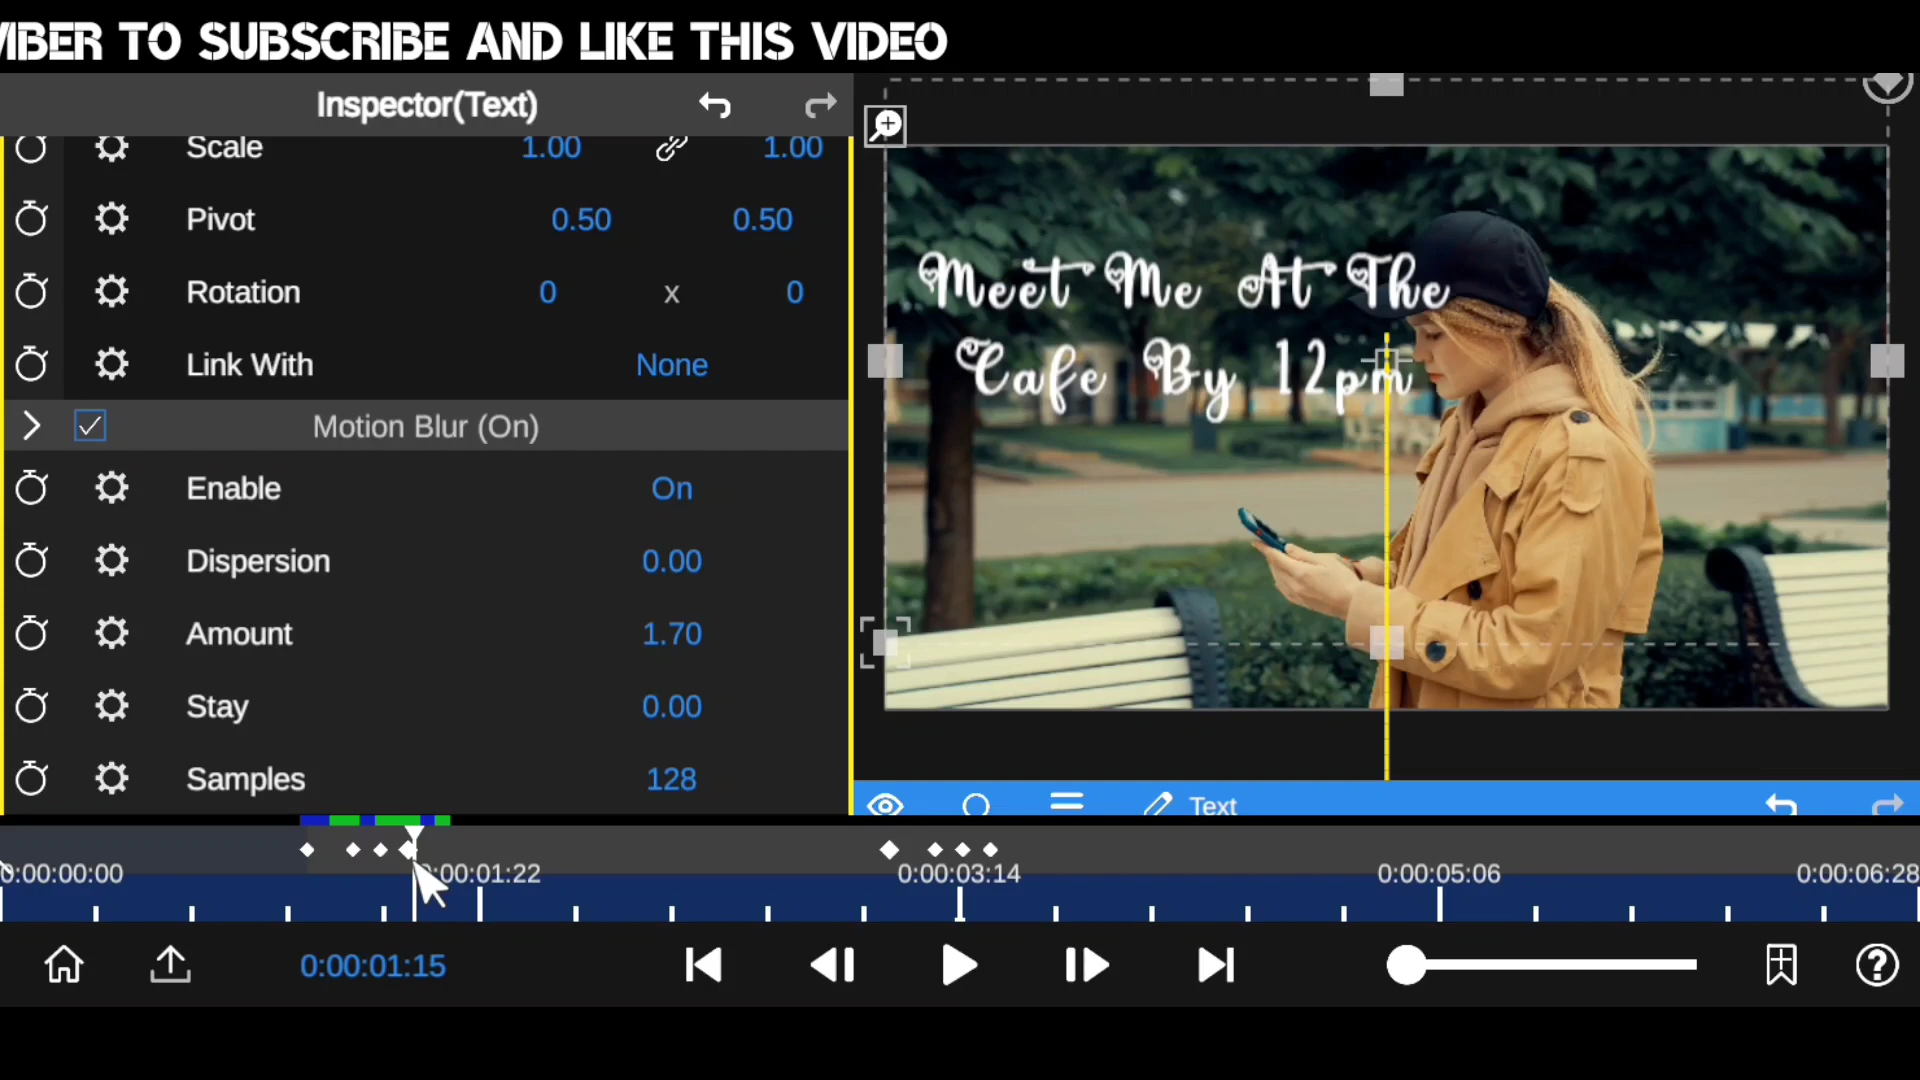 TO SUBSCRIBE AND LIKE THIS VIDEO
Inspector(Text)
Scale 1.00 1.00
Pivot 0.50 0.50
Rotation 0 x 0
Link With None
Motion Blur (On)
Enable On
Dispersion 0.00
Amount 1.70
Stay 0.00
Samples 128
Meet Me At The
Cafe By 12pm
Text
0:00:00:00 0:00:01:22 0:00:03:14 0:00:05:06 0:00:06:28
0:00:01:15